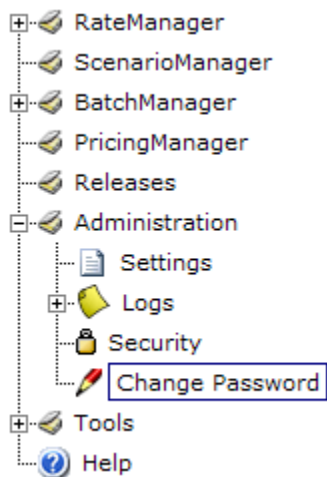 RateManager
ScenarioManager
BatchManager
PricingManager
Releases
Administration
Settings
Logs
Security
Change Password
Tools
Help